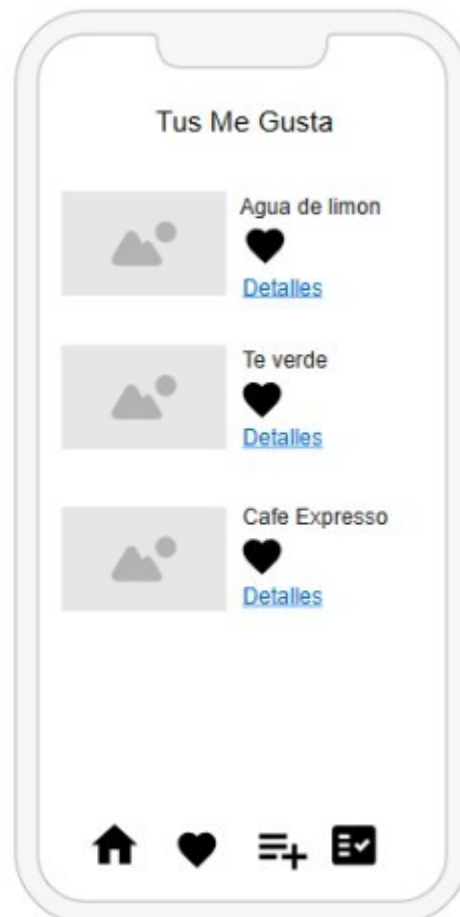 Tus Me Gusta
Agua de limon
Detalles
Te verde
Detalles
Cafe Expresso
Detalles